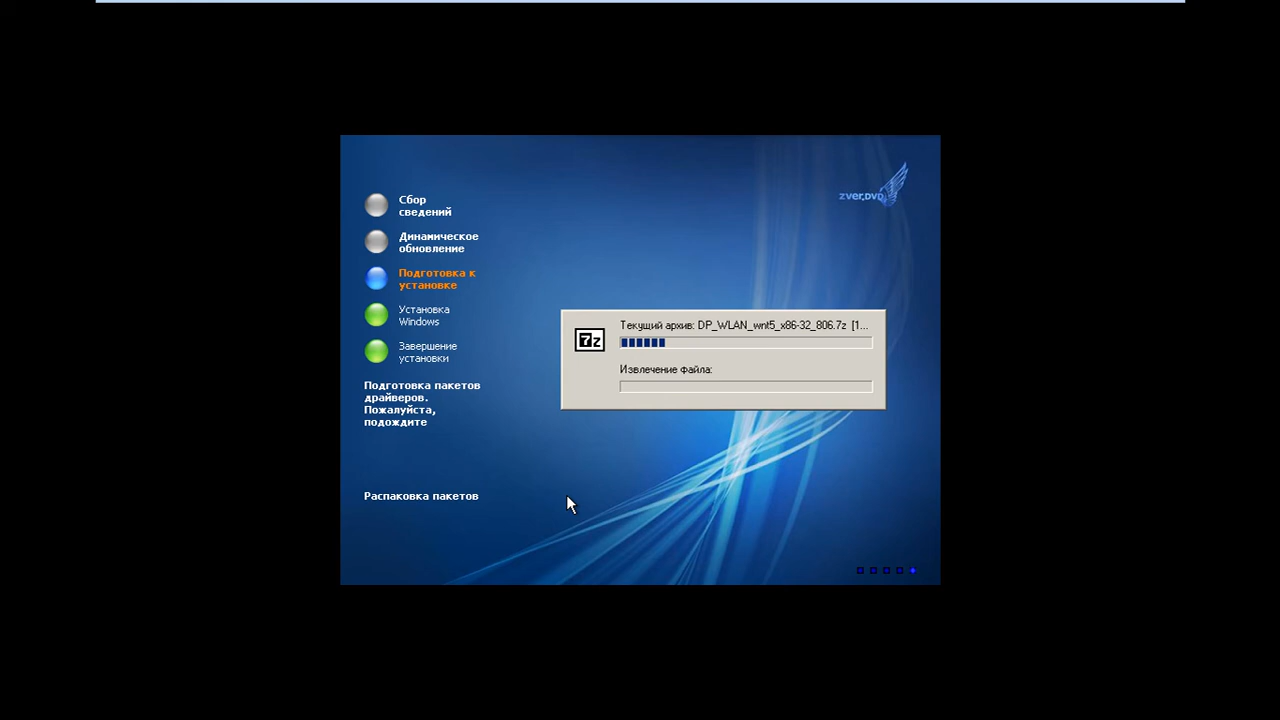 Сбор
сведений
Динамическое
обновление
Подготовка к
установке
Установка
Windows
Завершение
установки
Подготовка пакетов
драйверов.
Пожалуйста,
подождите
Распаковка пакетов
zver.DVD
7z
Текущий архив: DP_WLAN_wnt5_x86-32_806.7z [1...
Извлечение файла: